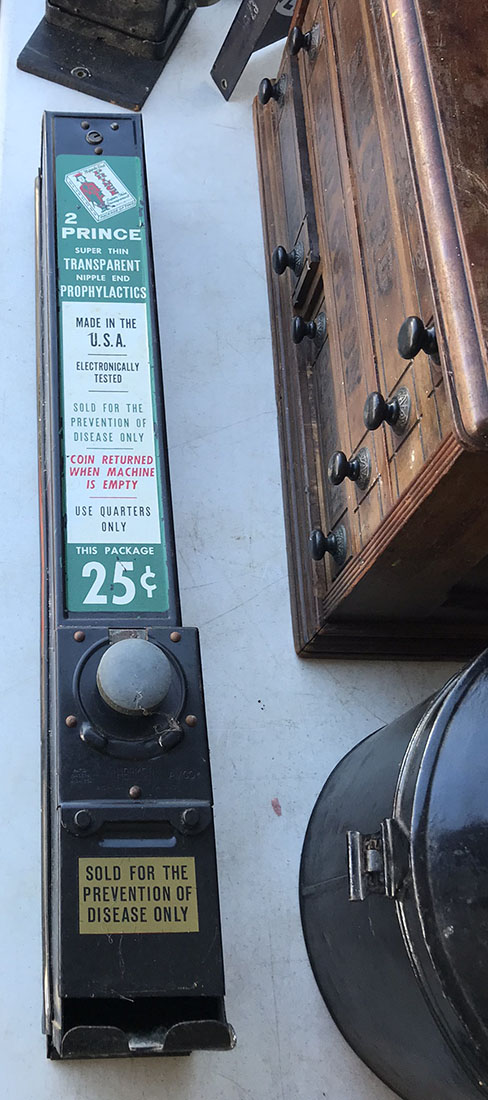 2
PRINCE
SUPER THIN
TRANSPARENT
NIPPLE END
PROPHYLACTICS
MADE IN THE
U.S.A.
ELECTRONICALLY
TESTED
SOLD FOR THE
PREVENTION OF
DISEASE ONLY
COIN RETURNED
WHEN MACHINE
IS EMPTY
USE QUARTERS
ONLY
THIS PACKAGE
25¢
SOLD FOR THE
PREVENTION OF
DISEASE ONLY